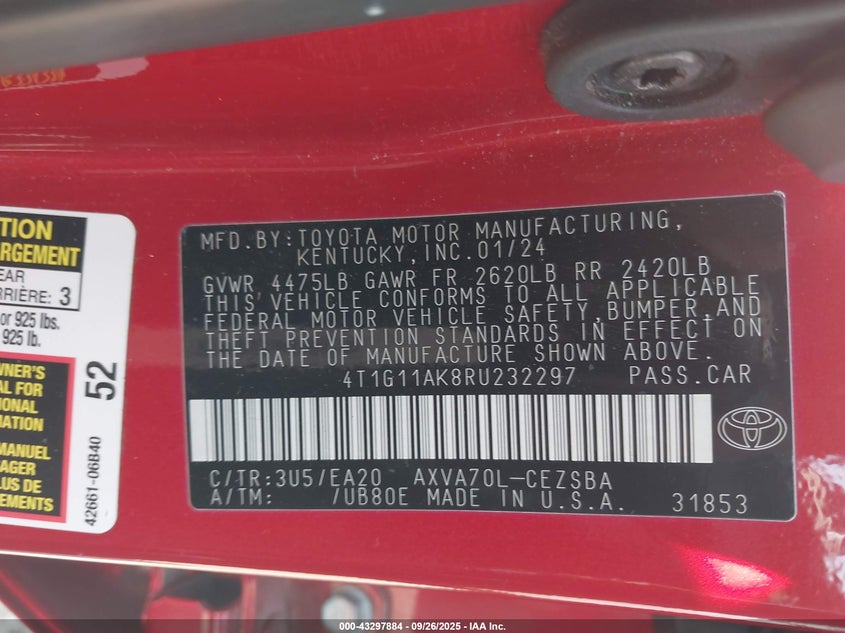 TION
ARGEMENT
EAR
ARRIÈRE: 3
or 925 lbs.
925 lb.
WNER'S
AL FOR
IONAL
MATION
MANUEL
AGER
LUS DE
EMENTS
52
42661-06B40
MFD.BY:TOYOTA MOTOR MANUFACTURING,
KENTUCKY,INC.01/24
GVWR 4475LB GAWR FR 2620LB RR 2420LB
THIS VEHICLE CONFORMS TO ALL APPLICABLE
FEDERAL MOTOR VEHICLE SAFETY,BUMPER,AND
THEFT PREVENTION STANDARDS IN EFFECT ON
THE DATE OF MANUFACTURE SHOWN ABOVE.
4T1G11AK8RU232297 PASS.CAR
C/TR:3U5/EA20 AXVA70L-CEZSBA
A/TM: /UB80E MADE IN U.S.A. 31853
000-43297884 - 09/26/2025 - IAA Inc.